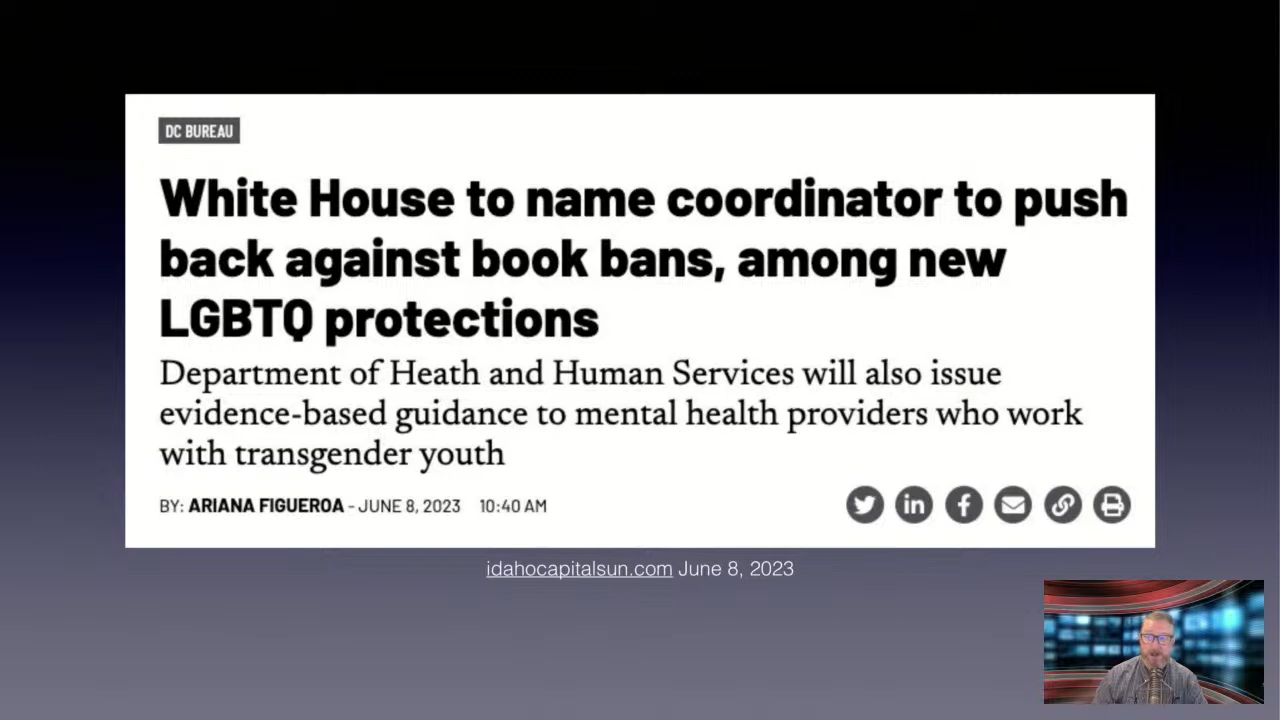 DC BUREAU
White House to name coordinator to push
back against book bans, among new
LGBTQ protections
Department of Heath and Human Services will also issue
evidence-based guidance to mental health providers who work
with transgender youth
BY: ARIANA FIGUEROA - JUNE 8, 2023 10:40 AM
idahocapitalsun.com June 8, 2023